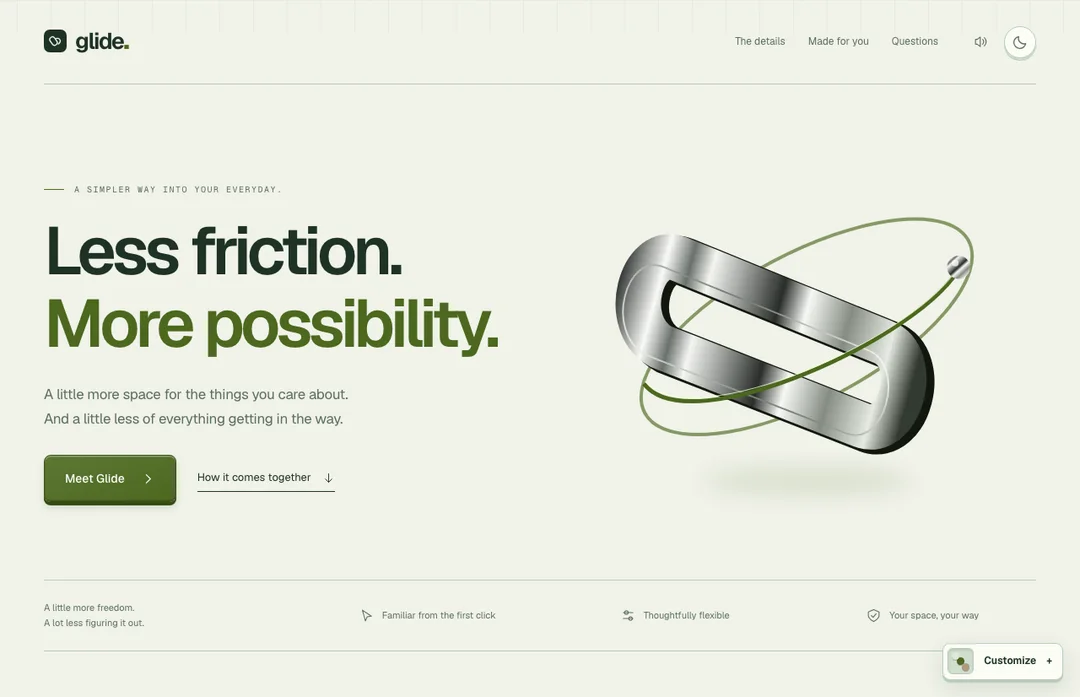 glide.
The details
Made for you
Questions
A SIMPLER WAY INTO YOUR EVERYDAY.
Less friction.
More possibility.
A little more space for the things you care about.
And a little less of everything getting in the way.
Meet Glide
How it comes together
A little more freedom.
A lot less figuring it out.
Familiar from the first click
Thoughtfully flexible
Your space, your way
Customize +